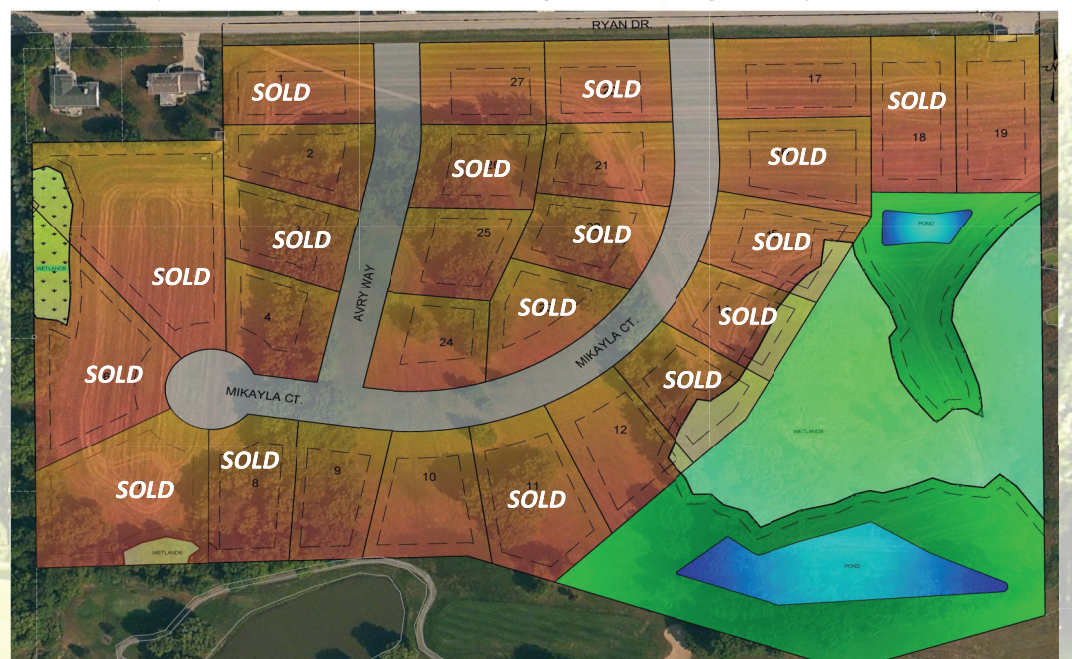 RYAN DR.
1
SOLD
27
SOLD
17
SOLD
18
19
2
SOLD
21
SOLD
SOLD
25
SOLD
SOLD
POND
WETLANDS
SOLD
AVRY WAY
4
24
SOLD
SOLD
MIKAYLA CT.
SOLD
MIKAYLA CT.
SOLD
12
WETLANDS
SOLD
8
9
10
11
SOLD
SOLD
WETLANDS
POND